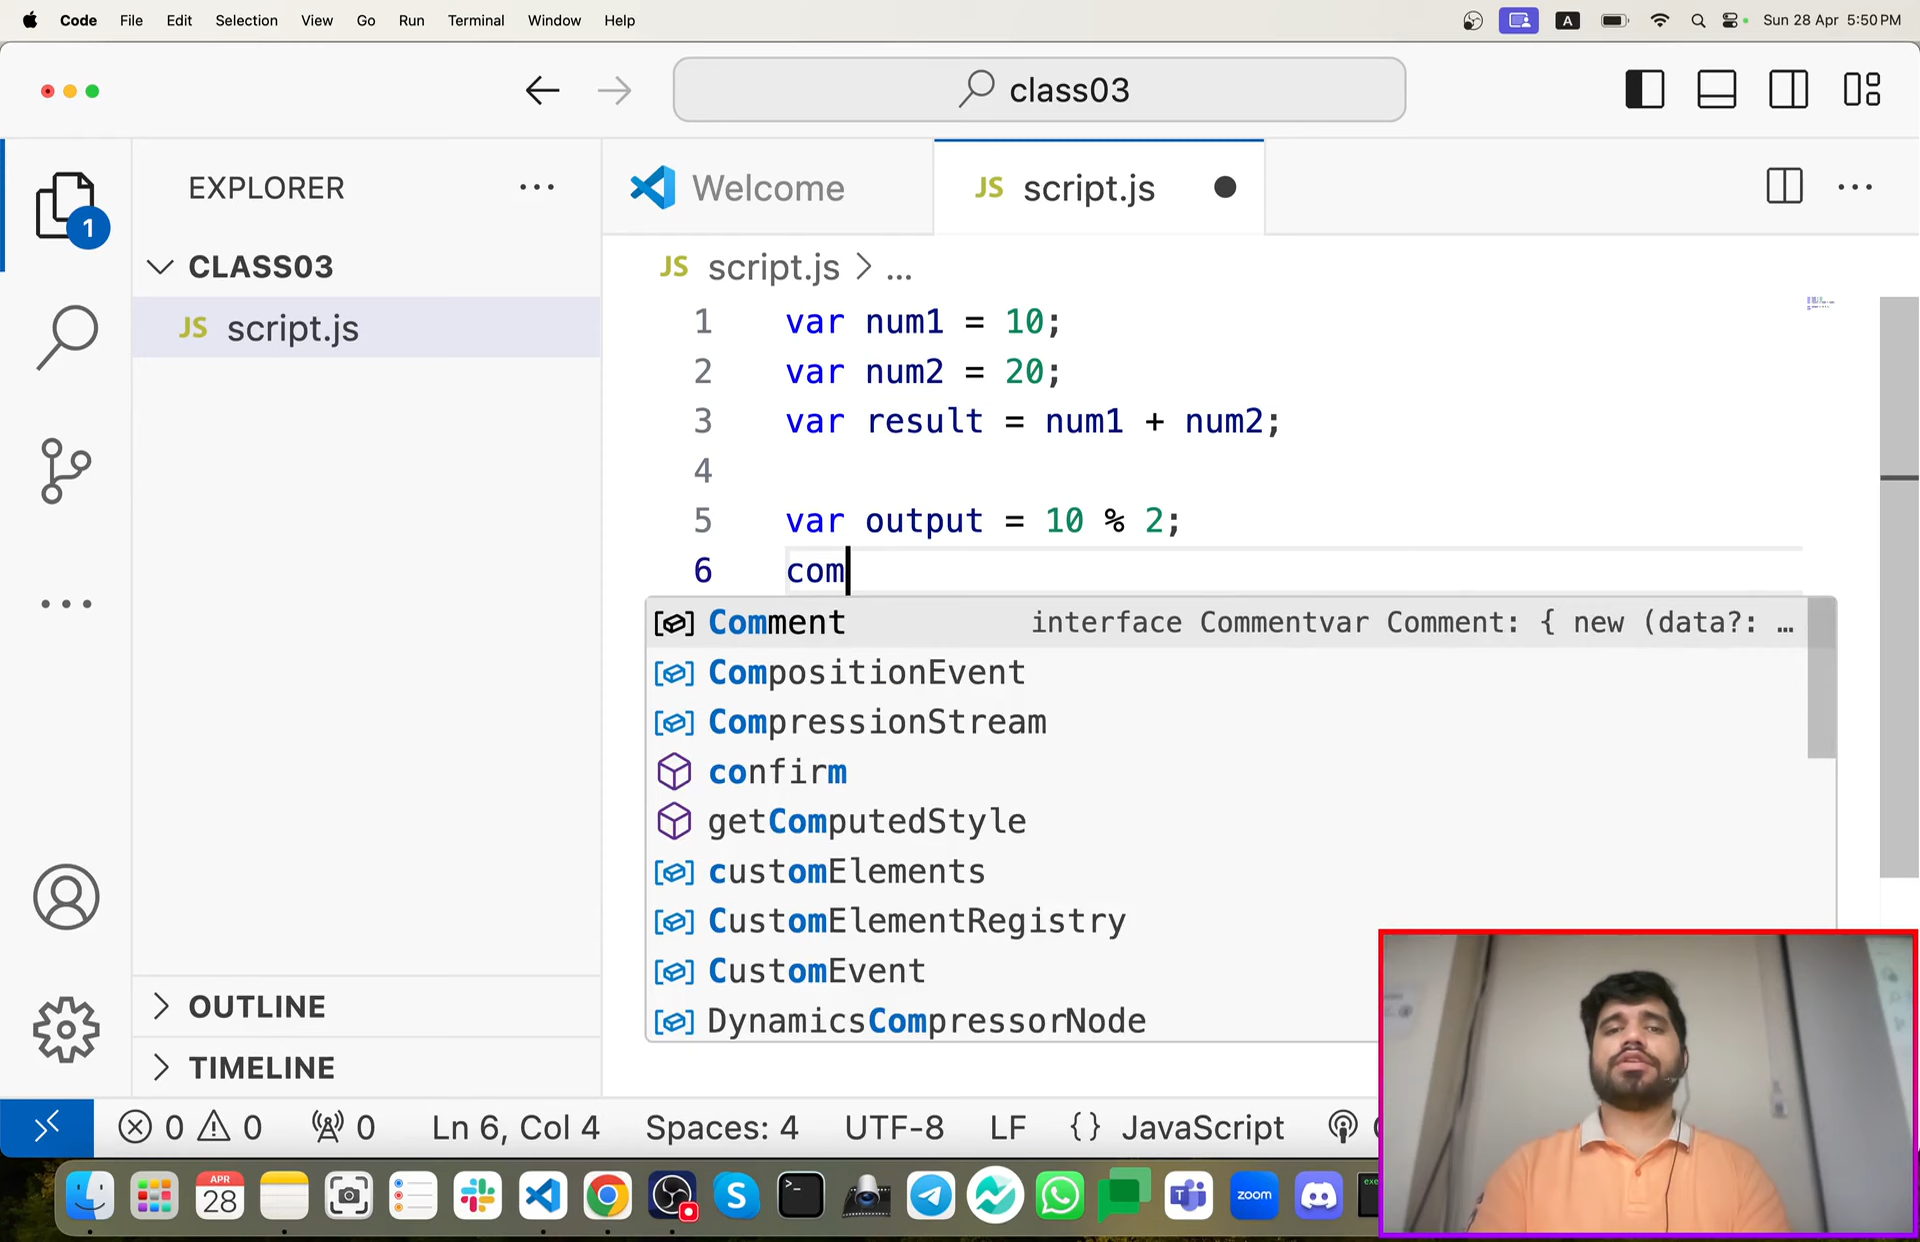 Code File Edit Selection View Go Run Terminal Window Help
A
Sun 28 Apr 5:50 PM
class03
EXPLORER
1
CLASS03
JS script.js
OUTLINE
TIMELINE
Welcome
JS script.js
JS script.js > ...
1 var num1 = 10;
2 var num2 = 20;
3 var result = num1 + num2;
4
5 var output = 10 % 2;
6 com
Comment interface Commentvar Comment: { new (data?: …
CompositionEvent
CompressionStream
confirm
getComputedStyle
customElements
CustomElementRegistry
CustomEvent
DynamicsCompressorNode
0 0 0 Ln 6, Col 4 Spaces: 4 UTF-8 LF {} JavaScript
APR
28
S
zoom
exec